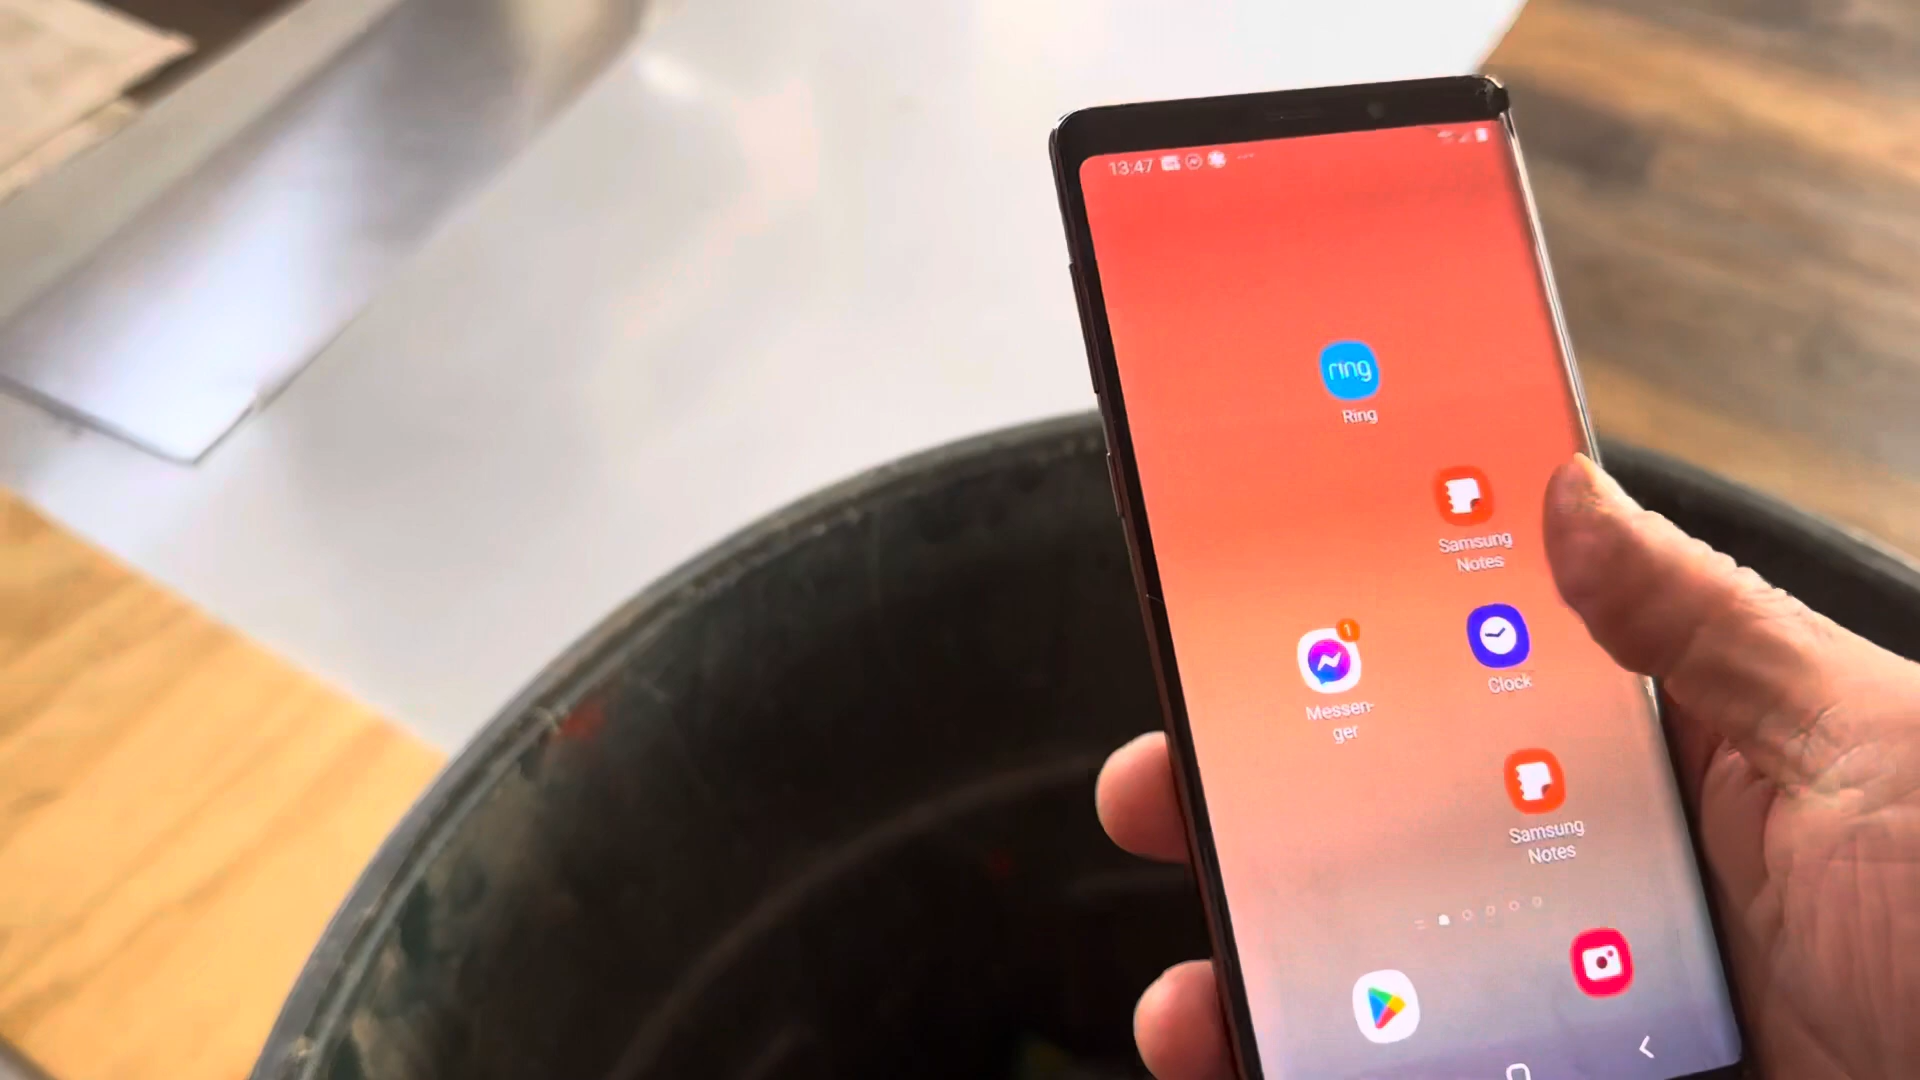 13:47
ring
Ring
Samsung
Notes
1
Messen-
ger
Clock
Samsung
Notes